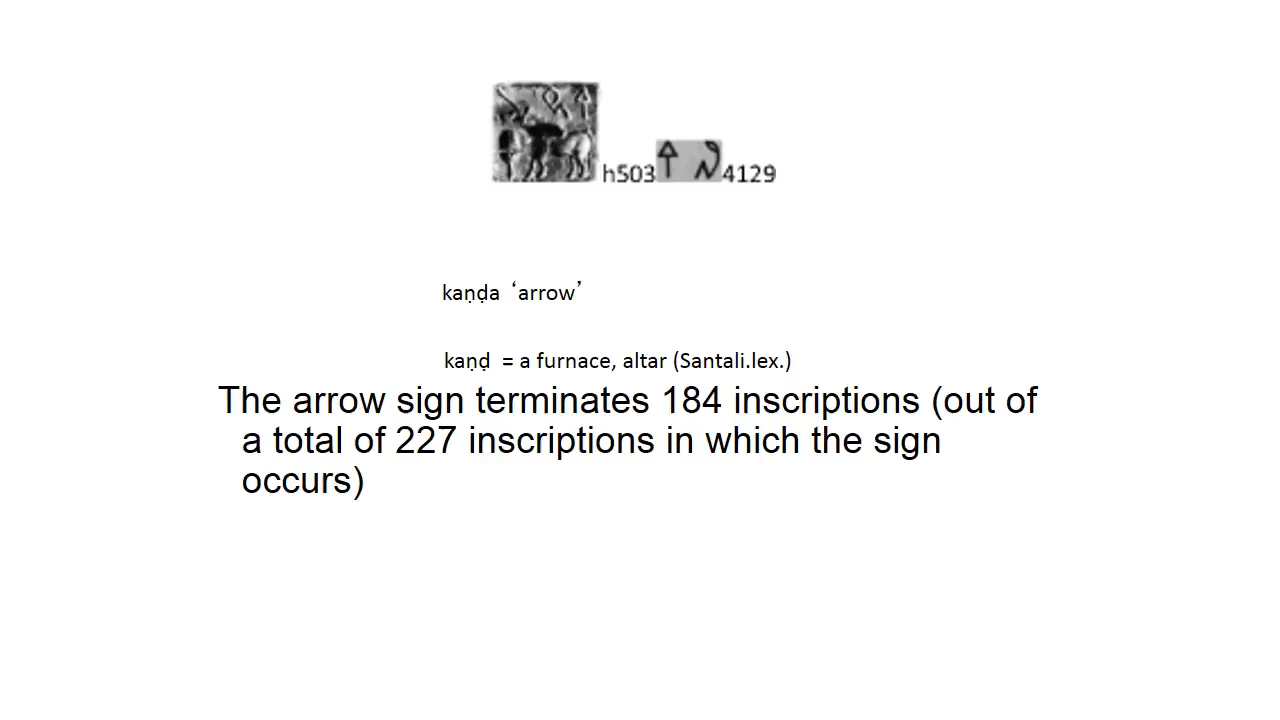 h503 4129
kaṇḍa ‘arrow’
kaṇḍ = a furnace, altar (Santali.lex.)
The arrow sign terminates 184 inscriptions (out of
a total of 227 inscriptions in which the sign
occurs)